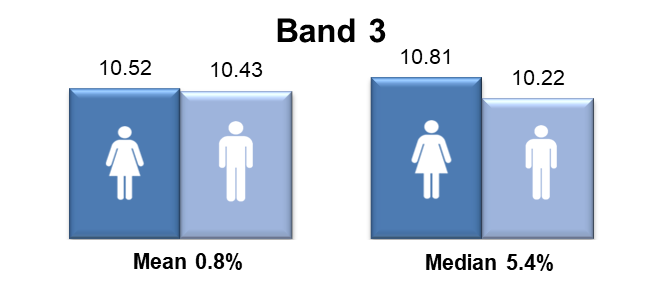 Band 3
10.52 10.43
10.81 10.22
Mean 0.8%
Median 5.4%